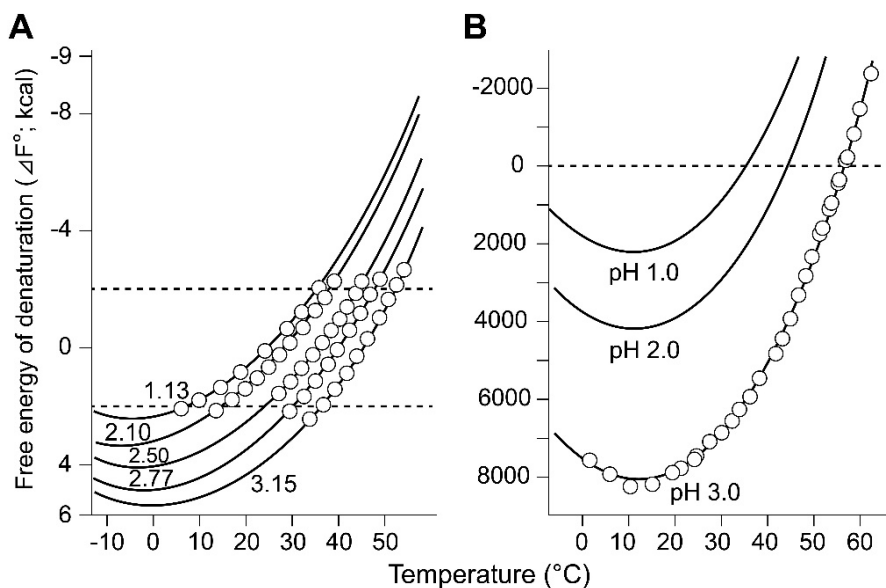 A
B
Free energy of denaturation (⊿F°; kcal)
-9
-8
-4
0
4
6
1.13
2.10
2.50
2.77
3.15
-10 0 10 20 30 40 50
-2000
0
2000
4000
6000
8000
pH 1.0
pH 2.0
pH 3.0
0 10 20 30 40 50 60
Temperature (°C)